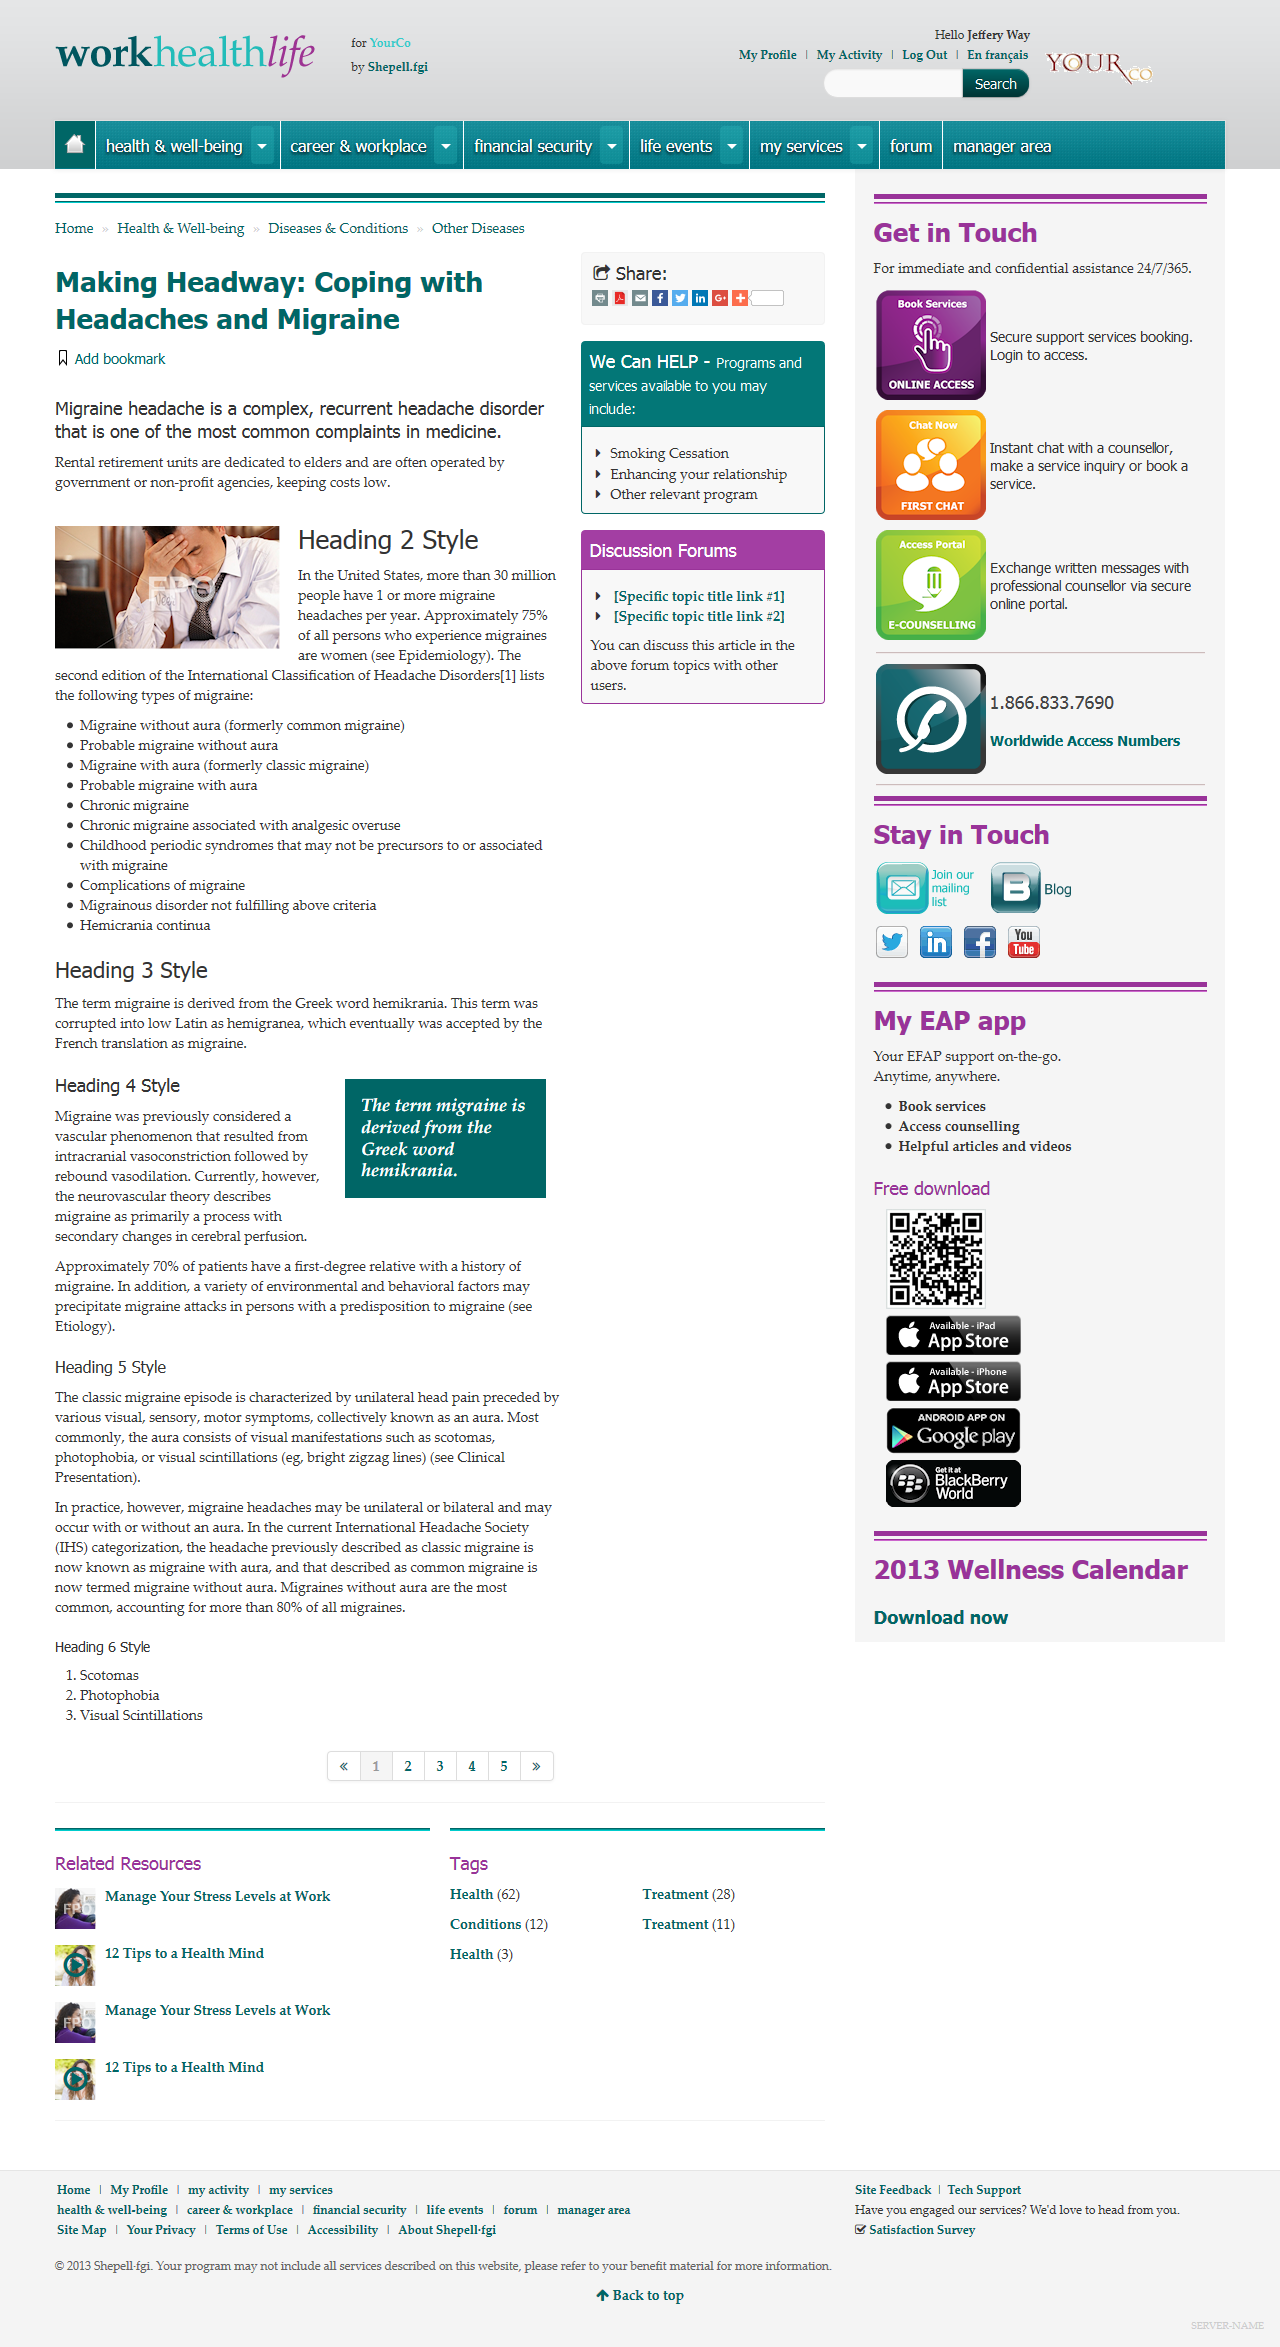 workhealthlife
for YourCo
by Shepell.fgi
Hello Jeffery Way
My Profile | My Activity | Log Out | En français
YOUR CO
Search
health & well-being
career & workplace
financial security
life events
my services
forum
manager area
Home » Health & Well-being » Diseases & Conditions » Other Diseases
Making Headway: Coping with
Headaches and Migraine
Add bookmark
Migraine headache is a complex, recurrent headache disorder
that is one of the most common complaints in medicine.
Rental retirement units are dedicated to elders and are often operated by
government or non-profit agencies, keeping costs low.
FPO
Heading 2 Style
In the United States, more than 30 million
people have 1 or more migraine
headaches per year. Approximately 75%
of all persons who experience migraines
are women (see Epidemiology). The
second edition of the International Classification of Headache Disorders[1] lists
the following types of migraine:
• Migraine without aura (formerly common migraine)
• Probable migraine without aura
• Migraine with aura (formerly classic migraine)
• Probable migraine with aura
• Chronic migraine
• Chronic migraine associated with analgesic overuse
• Childhood periodic syndromes that may not be precursors to or associated
with migraine
• Complications of migraine
• Migrainous disorder not fulfilling above criteria
• Hemicrania continua
Heading 3 Style
The term migraine is derived from the Greek word hemikrania. This term was
corrupted into low Latin as hemigranea, which eventually was accepted by the
French translation as migraine.
Heading 4 Style
Migraine was previously considered a
vascular phenomenon that resulted from
intracranial vasoconstriction followed by
rebound vasodilation. Currently, however,
the neurovascular theory describes
migraine as primarily a process with
secondary changes in cerebral perfusion.
The term migraine is
derived from the
Greek word
hemikrania.
Approximately 70% of patients have a first-degree relative with a history of
migraine. In addition, a variety of environmental and behavioral factors may
precipitate migraine attacks in persons with a predisposition to migraine (see
Etiology).
Heading 5 Style
The classic migraine episode is characterized by unilateral head pain preceded by
various visual, sensory, motor symptoms, collectively known as an aura. Most
commonly, the aura consists of visual manifestations such as scotomas,
photophobia, or visual scintillations (eg, bright zigzag lines) (see Clinical
Presentation).
In practice, however, migraine headaches may be unilateral or bilateral and may
occur with or without an aura. In the current International Headache Society
(IHS) categorization, the headache previously described as classic migraine is
now known as migraine with aura, and that described as common migraine is
now termed migraine without aura. Migraines without aura are the most
common, accounting for more than 80% of all migraines.
Heading 6 Style
1. Scotomas
2. Photophobia
3. Visual Scintillations
« 1 2 3 4 5 »
Share:
We Can HELP - Programs and
services available to you may
include:
Smoking Cessation
Enhancing your relationship
Other relevant program
Discussion Forums
[Specific topic title link #1]
[Specific topic title link #2]
You can discuss this article in the
above forum topics with other
users.
Get in Touch
For immediate and confidential assistance 24/7/365.
Book Services
ONLINE ACCESS
Secure support services booking.
Login to access.
Chat Now
FIRST CHAT
Instant chat with a counsellor,
make a service inquiry or book a
service.
Access Portal
E-COUNSELLING
Exchange written messages with
professional counsellor via secure
online portal.
1.866.833.7690
Worldwide Access Numbers
Stay in Touch
Join our
mailing
list
B
Blog
in
f
You
Tube
My EAP app
Your EFAP support on-the-go.
Anytime, anywhere.
• Book services
• Access counselling
• Helpful articles and videos
Free download
Available - iPad
App Store
Available - iPhone
App Store
ANDROID APP ON
Google play
Get it at
BlackBerry
World
2013 Wellness Calendar
Download now
Related Resources
FPO
Manage Your Stress Levels at Work
12 Tips to a Health Mind
FPO
Manage Your Stress Levels at Work
12 Tips to a Health Mind
Tags
Health (62)
Treatment (28)
Conditions (12)
Treatment (11)
Health (3)
Home | My Profile | my activity | my services
health & well-being | career & workplace | financial security | life events | forum | manager area
Site Map | Your Privacy | Terms of Use | Accessibility | About Shepell·fgi
Site Feedback | Tech Support
Have you engaged our services? We'd love to head from you.
Satisfaction Survey
© 2013 Shepell·fgi. Your program may not include all services described on this website, please refer to your benefit material for more information.
Back to top
SERVER-NAME